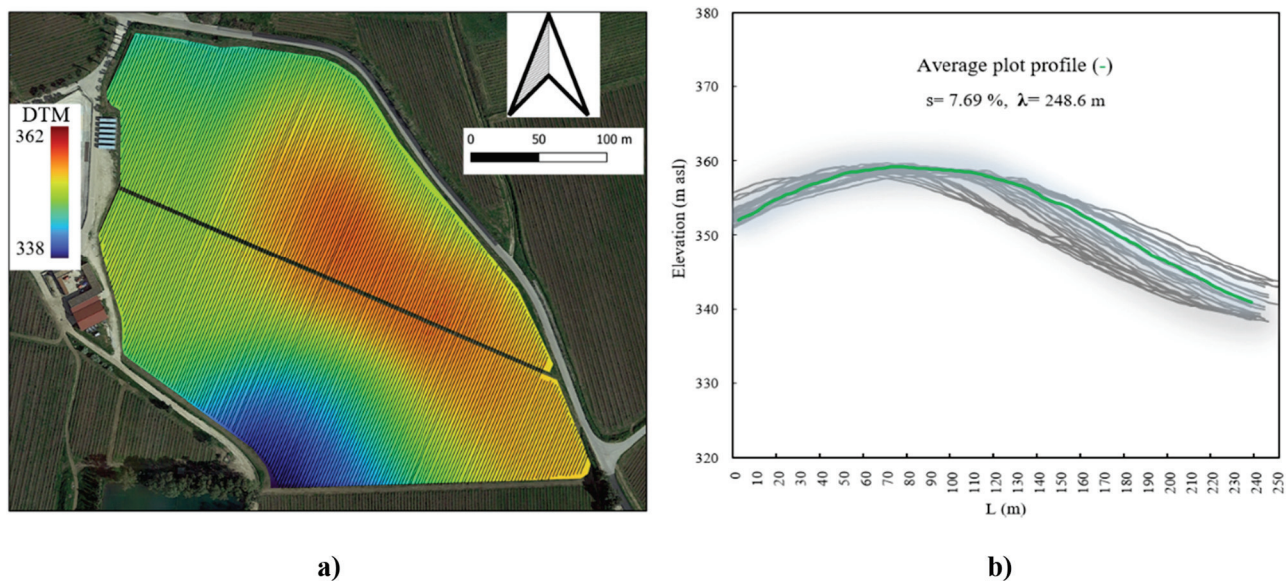 DTM
362
338
0 50 100 m
a)
380
370
360
350
340
330
320
Elevation (m asl)
Average plot profile (-)
s= 7.69 %, λ= 248.6 m
0 10 20 30 40 50 60 70 80 90 100 110 120 130 140 150 160 170 180 190 200 210 220 230 240 250
L (m)
b)